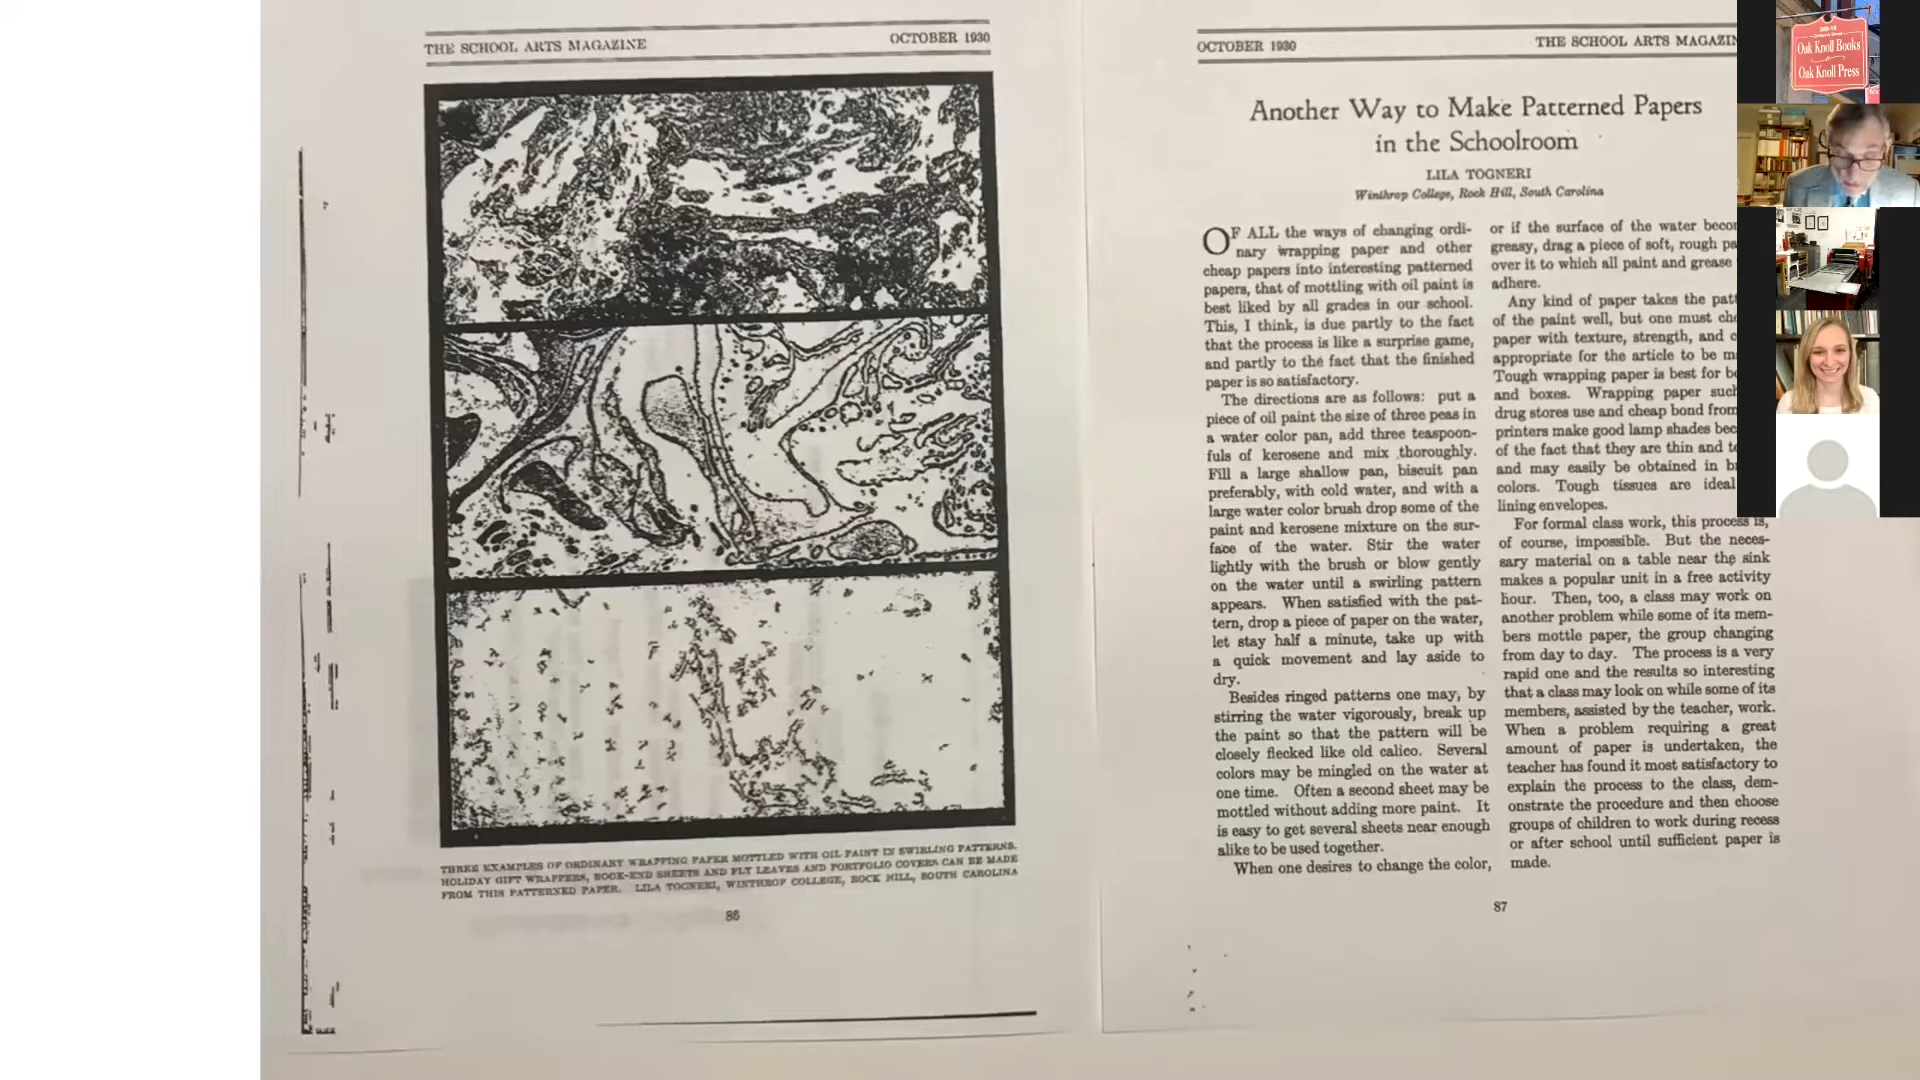 THE SCHOOL ARTS MAGAZINE
OCTOBER 1930
THREE EXAMPLES OF ORDINARY WRAPPING PAPER MOTTLED WITH OIL PAINT IN SWIRLING PATTERNS.
HOLIDAY GIFT WRAPPERS, BOOK-END SHEETS AND FLY LEAVES AND PORTFOLIO COVERS CAN BE MADE
FROM THIS PATTERNED PAPER. LILA TOGNERI, WINTHROP COLLEGE, ROCK HILL, SOUTH CAROLINA
86
OCTOBER 1930
THE SCHOOL ARTS MAGAZIN
Another Way to Make Patterned Papers
in the Schoolroom
LILA TOGNERI
Winthrop College, Rock Hill, South Carolina
OF ALL the ways of changing ordi-
nary wrapping paper and other
cheap papers into interesting patterned
papers, that of mottling with oil paint is
best liked by all grades in our school.
This, I think, is due partly to the fact
that the process is like a surprise game,
and partly to the fact that the finished
paper is so satisfactory.
The directions are as follows: put a
piece of oil paint the size of three peas in
a water color pan, add three teaspoon-
fuls of kerosene and mix thoroughly.
Fill a large shallow pan, biscuit pan
preferably, with cold water, and with a
large water color brush drop some of the
paint and kerosene mixture on the sur-
face of the water. Stir the water
lightly with the brush or blow gently
on the water until a swirling pattern
appears. When satisfied with the pat-
tern, drop a piece of paper on the water,
let stay half a minute, take up with
a quick movement and lay aside to
dry.
Besides ringed patterns one may, by
stirring the water vigorously, break up
the paint so that the pattern will be
closely flecked like old calico. Several
colors may be mingled on the water at
one time. Often a second sheet may be
mottled without adding more paint. It
is easy to get several sheets near enough
alike to be used together.
When one desires to change the color,
or if the surface of the water becom
greasy, drag a piece of soft, rough pa
over it to which all paint and grease
adhere.
Any kind of paper takes the pat
of the paint well, but one must cho
paper with texture, strength, and c
appropriate for the article to be m
Tough wrapping paper is best for bo
and boxes. Wrapping paper such
drug stores use and cheap bond from
printers make good lamp shades bec
of the fact that they are thin and to
and may easily be obtained in br
colors. Tough tissues are ideal
lining envelopes.
For formal class work, this process is,
of course, impossible. But the neces-
sary material on a table near the sink
makes a popular unit in a free activity
hour. Then, too, a class may work on
another problem while some of its mem-
bers mottle paper, the group changing
from day to day. The process is a very
rapid one and the results so interesting
that a class may look on while some of its
members, assisted by the teacher, work.
When a problem requiring a great
amount of paper is undertaken, the
teacher has found it most satisfactory to
explain the process to the class, dem-
onstrate the procedure and then choose
groups of children to work during recess
or after school until sufficient paper is
made.
87
Oak Knoll Books
Oak Knoll Press